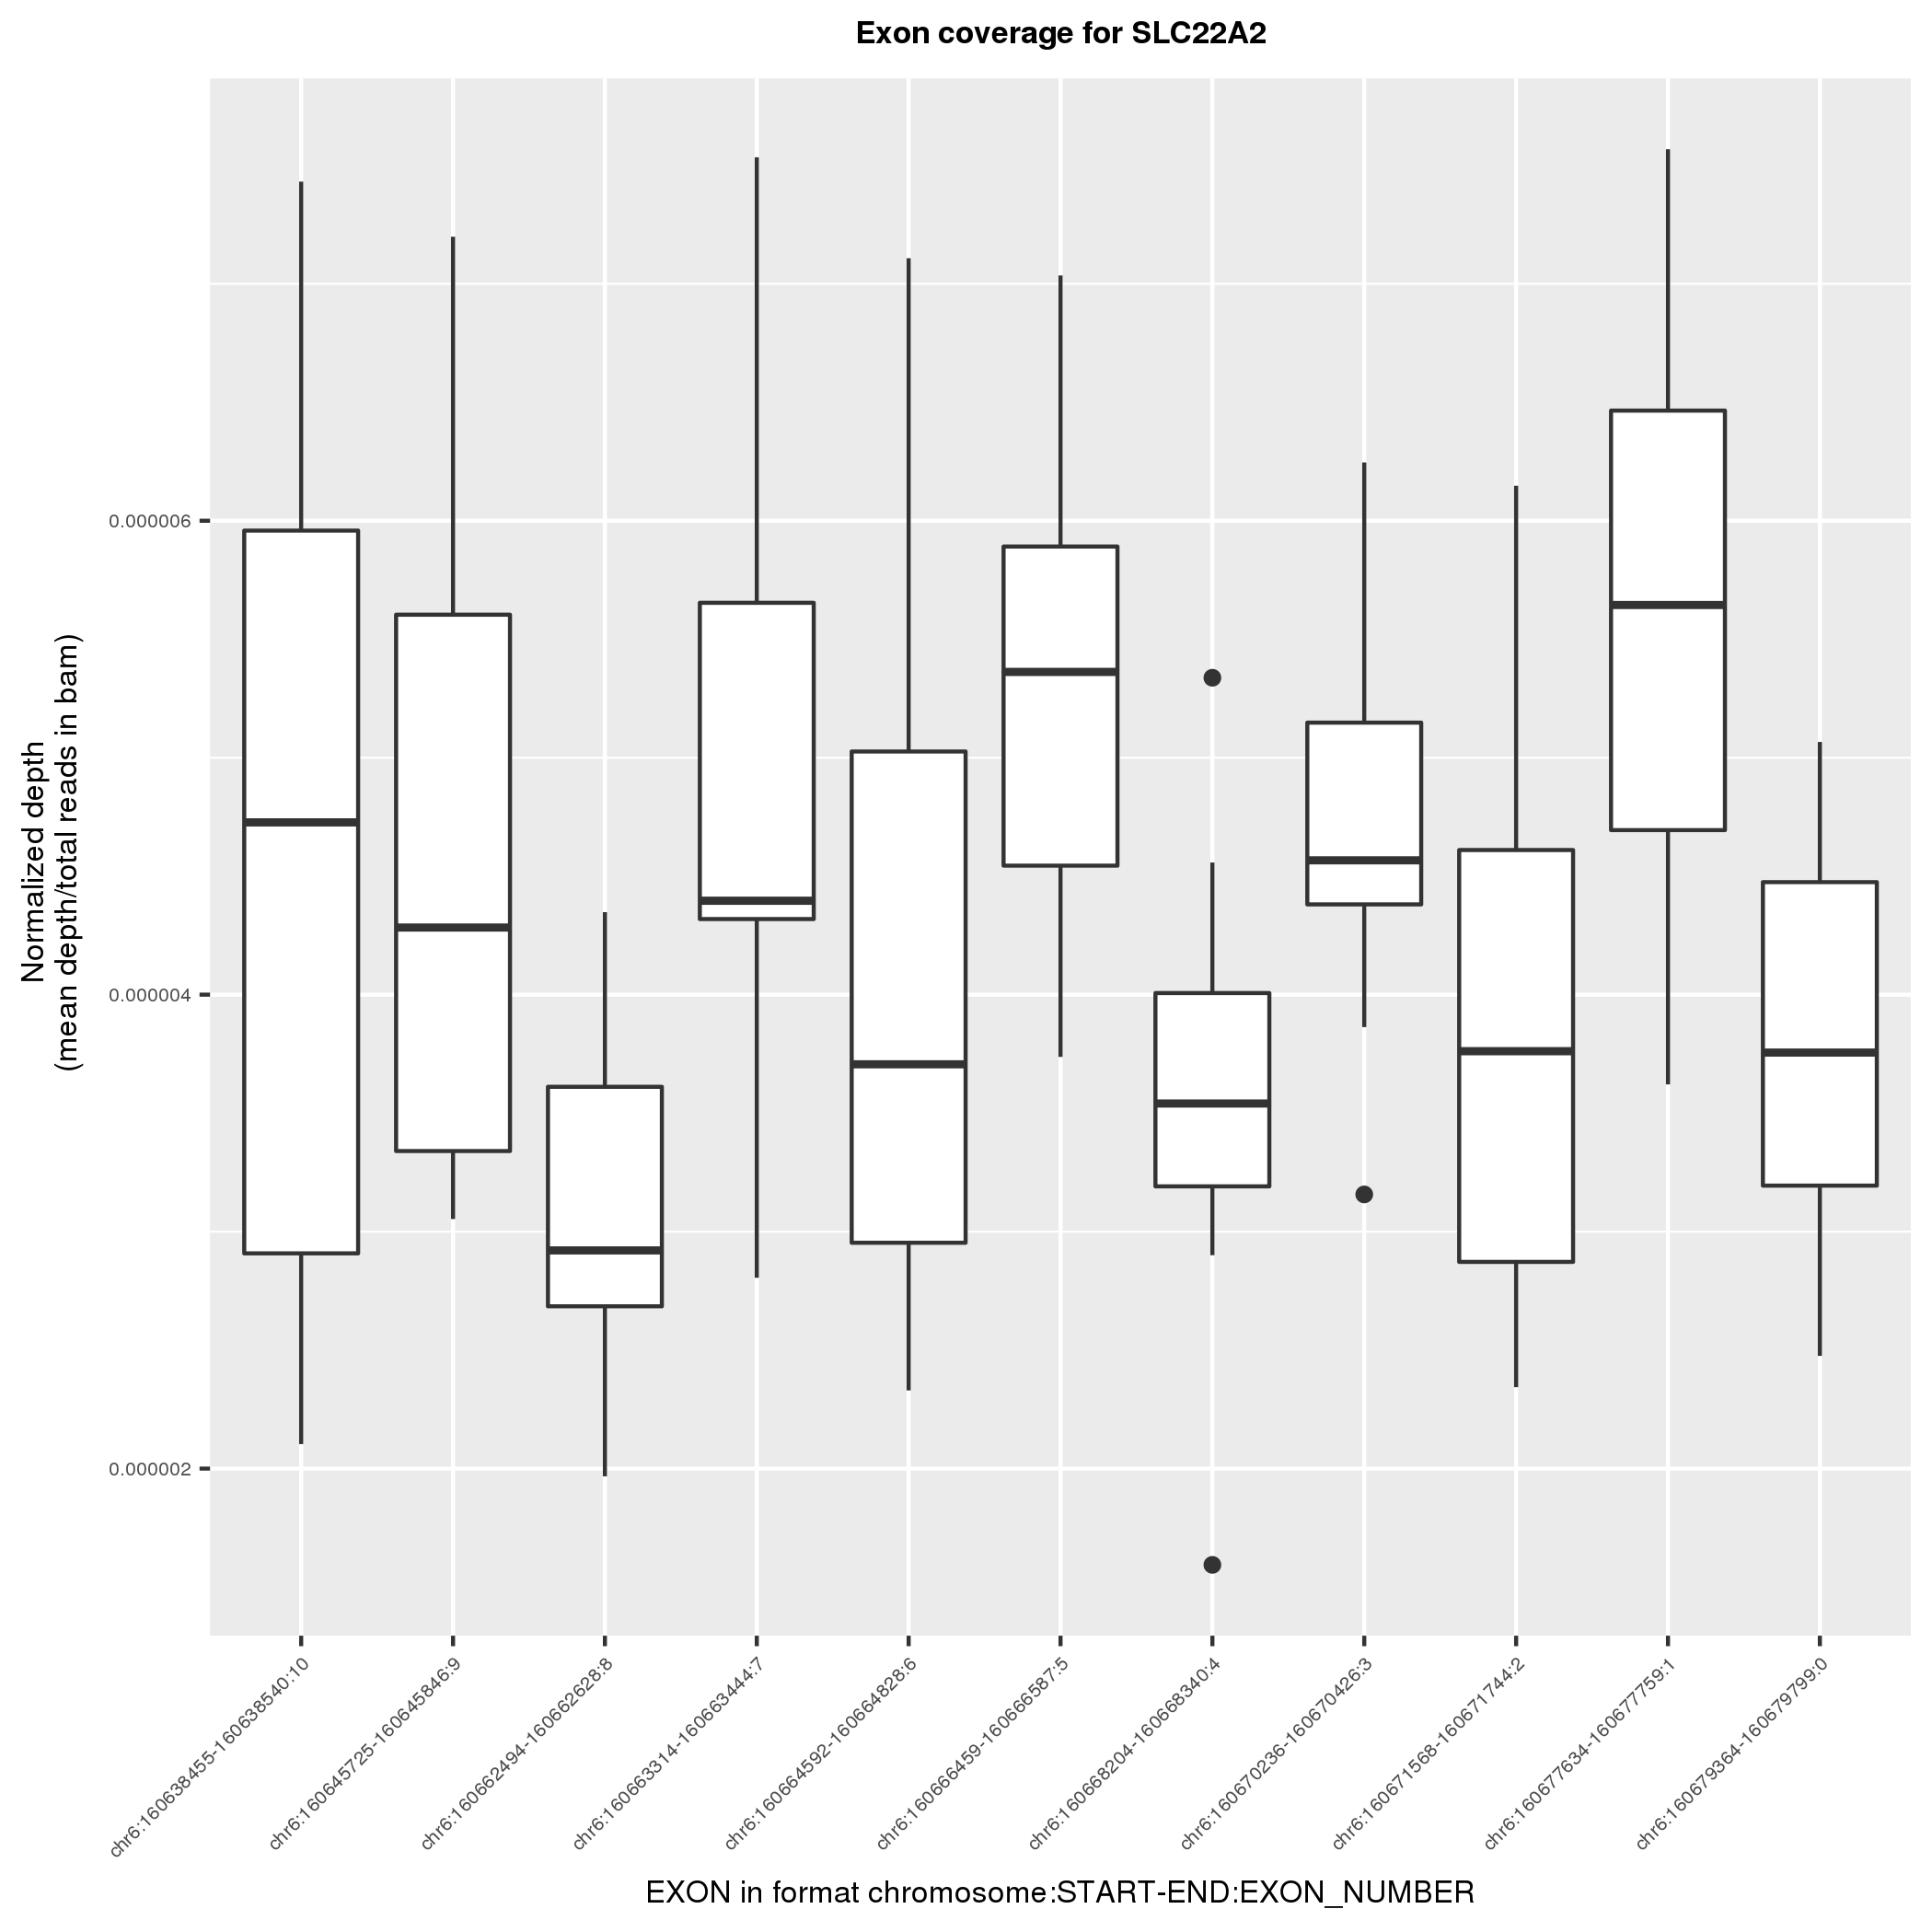 Exon coverage for SLC22A2
Normalized depth
(mean depth/total reads in bam)
0.000006
0.000004
0.000002
chr6:160638455-160638540:10
chr6:160645725-160645846:9
chr6:160662494-160662628:8
chr6:160663314-160663444:7
chr6:160664592-160664828:6
chr6:160666459-160666587:5
chr6:160668204-160668340:4
chr6:160670236-160670426:3
chr6:160671568-160671744:2
chr6:160677634-160677759:1
chr6:160679364-160679799:0
EXON in format chromosome:START-END:EXON_NUMBER